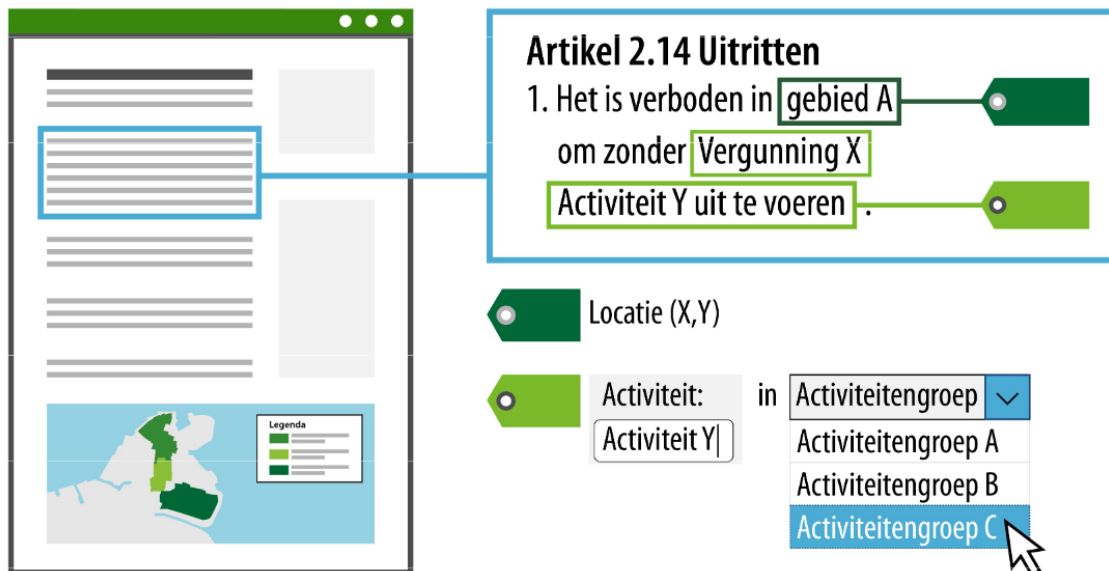 Artikel 2.14 Uitritten
1. Het is verboden in gebied A
om zonder Vergunning X
Activiteit Y uit te voeren .
Locatie (X,Y)
Activiteit: in Activiteitengroep
Activiteit Y
Activiteitengroep A
Activiteitengroep B
Activiteitengroep C
Legenda